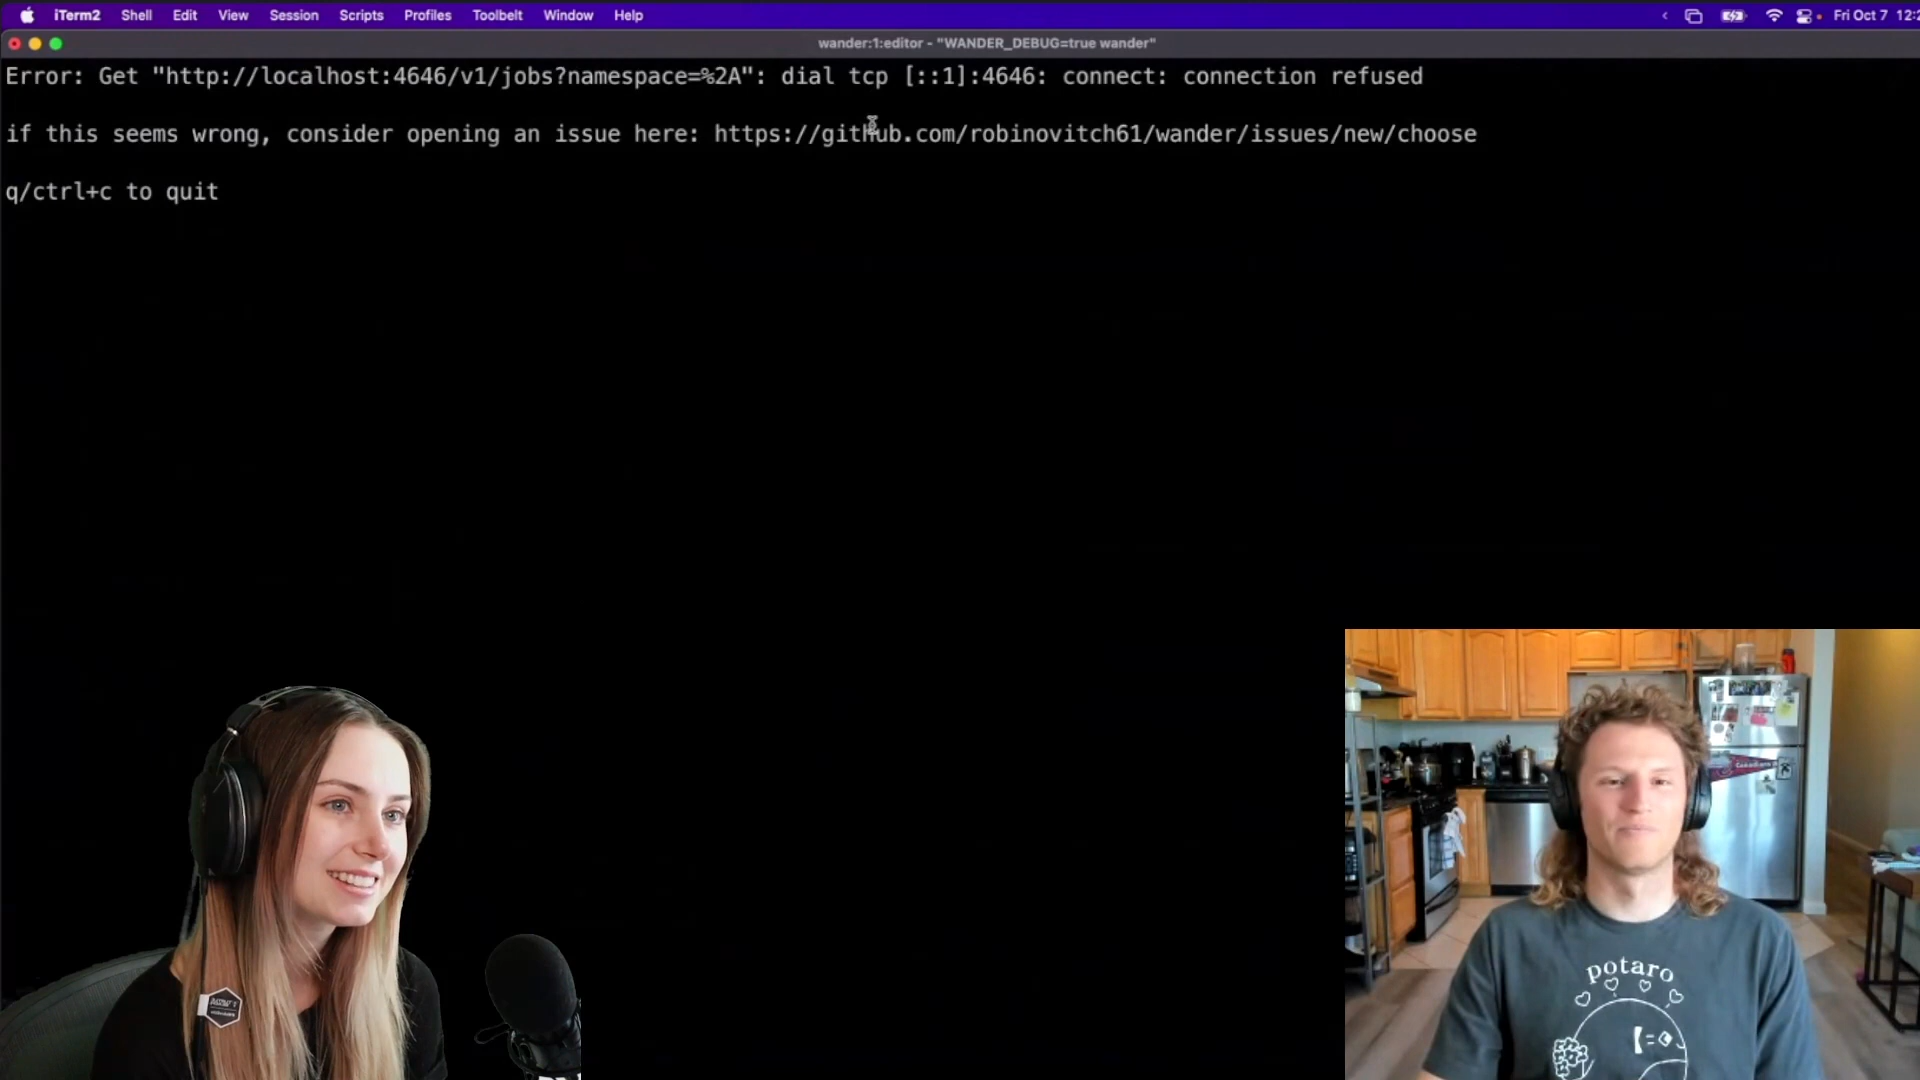 iTerm2 Shell Edit View Session Scripts Profiles Toolbelt Window Help Fri Oct 7
wander:1:editor - "WANDER_DEBUG=true wander"
Error: Get "http://localhost:4646/v1/jobs?namespace=%2A": dial tcp [::1]:4646: connect: connection refused
if this seems wrong, consider opening an issue here: https://github.com/robinovitch61/wander/issues/new/choose
q/ctrl+c to quit
potaro